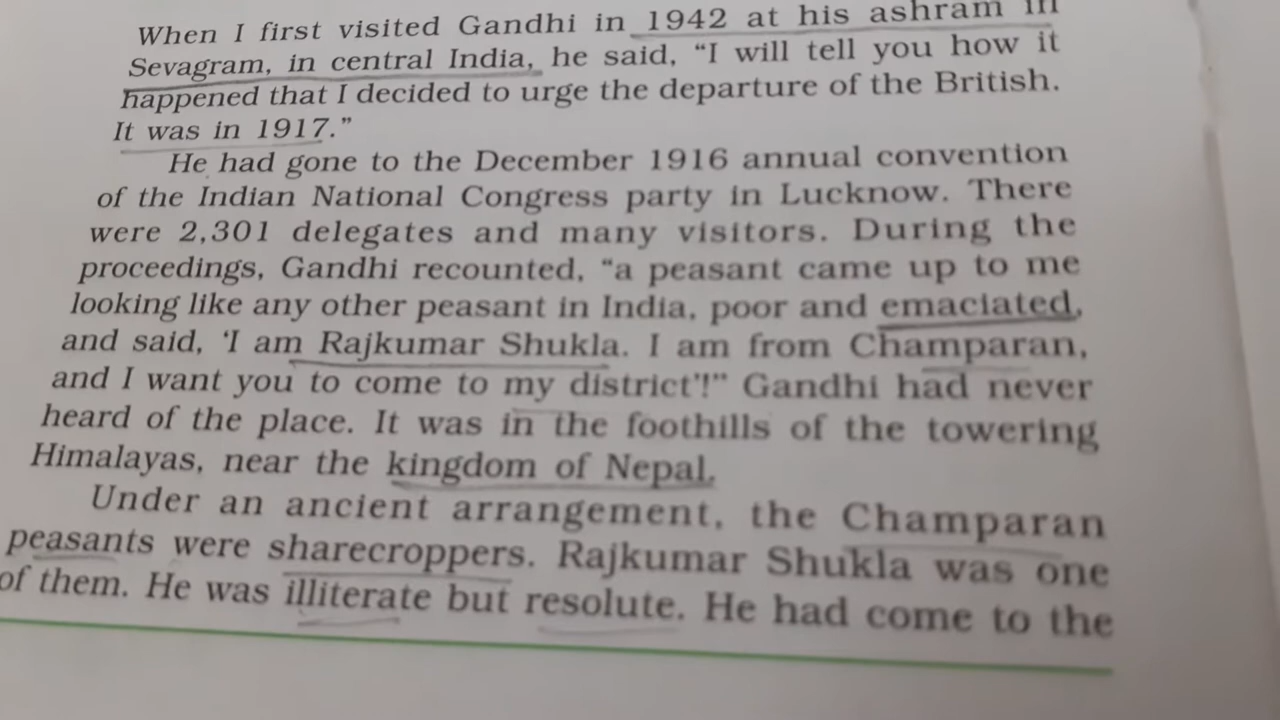 When I first visited Gandhi in 1942 at his ashram in
Sevagram, in central India, he said, “I will tell you how it
happened that I decided to urge the departure of the British.
It was in 1917.”
He had gone to the December 1916 annual convention
of the Indian National Congress party in Lucknow. There
were 2,301 delegates and many visitors. During the
proceedings, Gandhi recounted, “a peasant came up to me
looking like any other peasant in India, poor and emaciated,
and said, ‘I am Rajkumar Shukla. I am from Champaran,
and I want you to come to my district’!” Gandhi had never
heard of the place. It was in the foothills of the towering
Himalayas, near the kingdom of Nepal.
Under an ancient arrangement, the Champaran
peasants were sharecroppers. Rajkumar Shukla was one
of them. He was illiterate but resolute. He had come to the